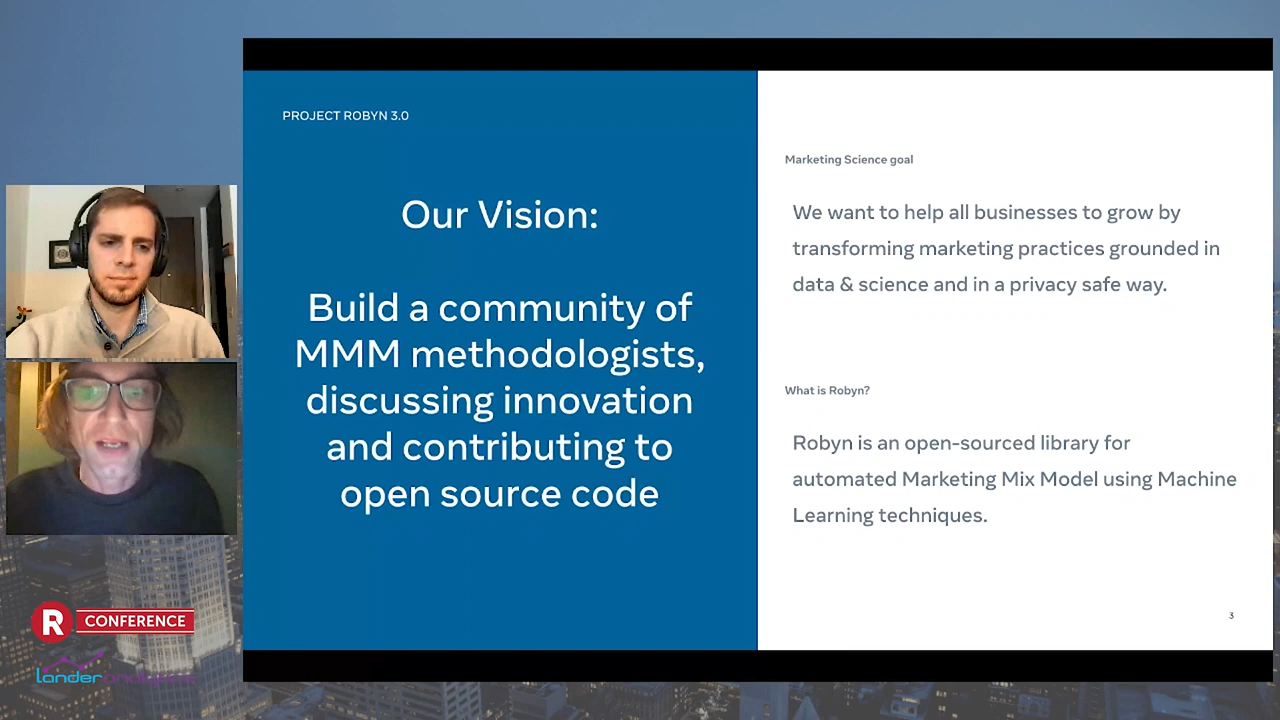 PROJECT ROBYN 3.0
Our Vision:
Build a community of
MMM methodologists,
discussing innovation
and contributing to
open source code
Marketing Science goal
We want to help all businesses to grow by
transforming marketing practices grounded in
data & science and in a privacy safe way.
What is Robyn?
Robyn is an open-sourced library for
automated Marketing Mix Model using Machine
Learning techniques.
3
R CONFERENCE
landeranalytics